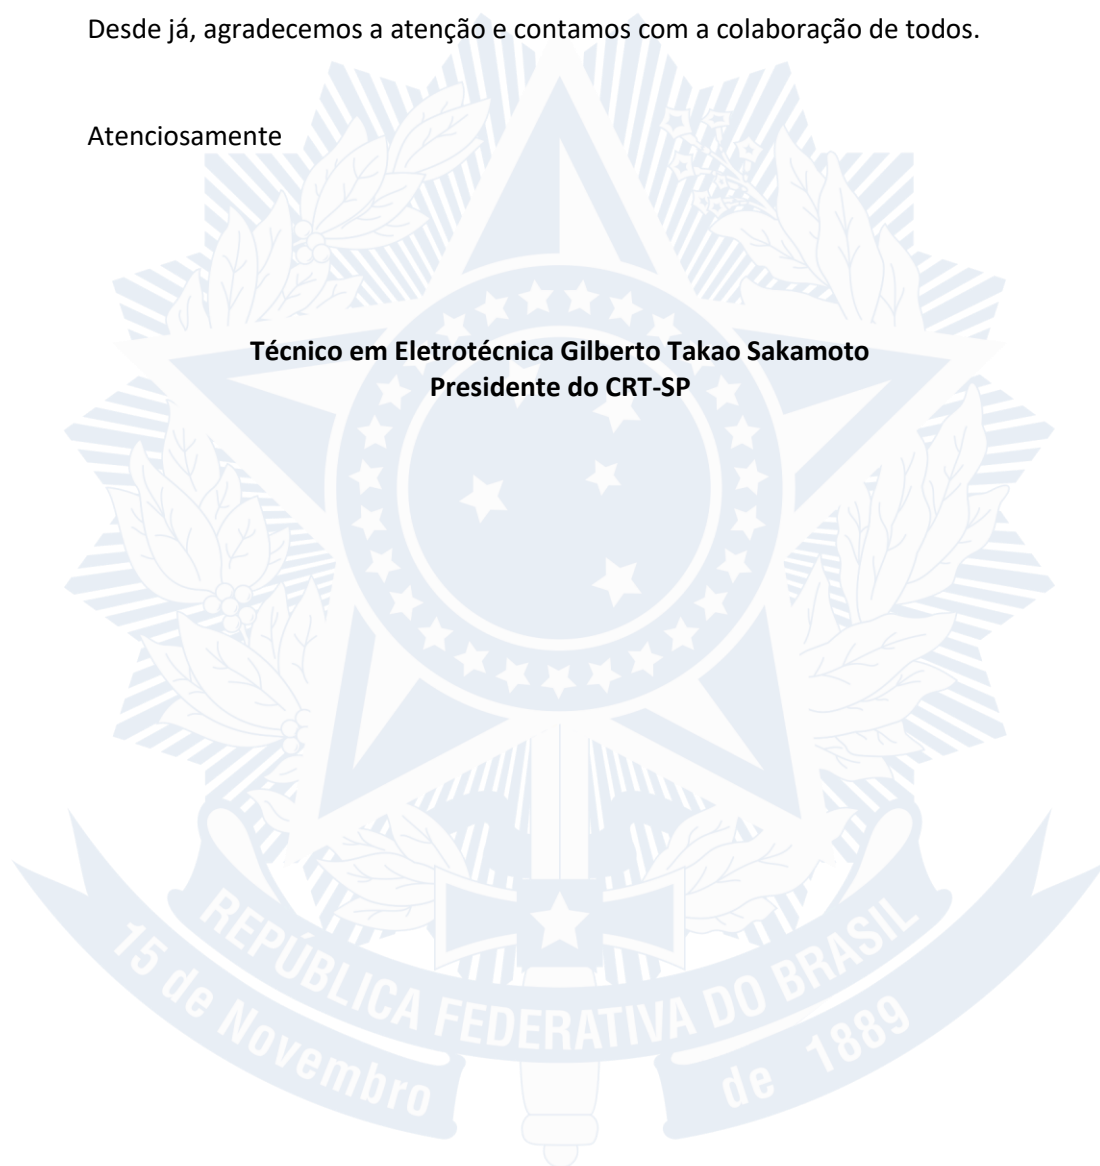 Desde já, agradecemos a atenção e contamos com a colaboração de todos.
Atenciosamente
Técnico em Eletrotécnica Gilberto Takao Sakamoto
Presidente do CRT-SP
REPÚBLICA FEDERATIVA DO BRASIL
15 de Novembro de 1889